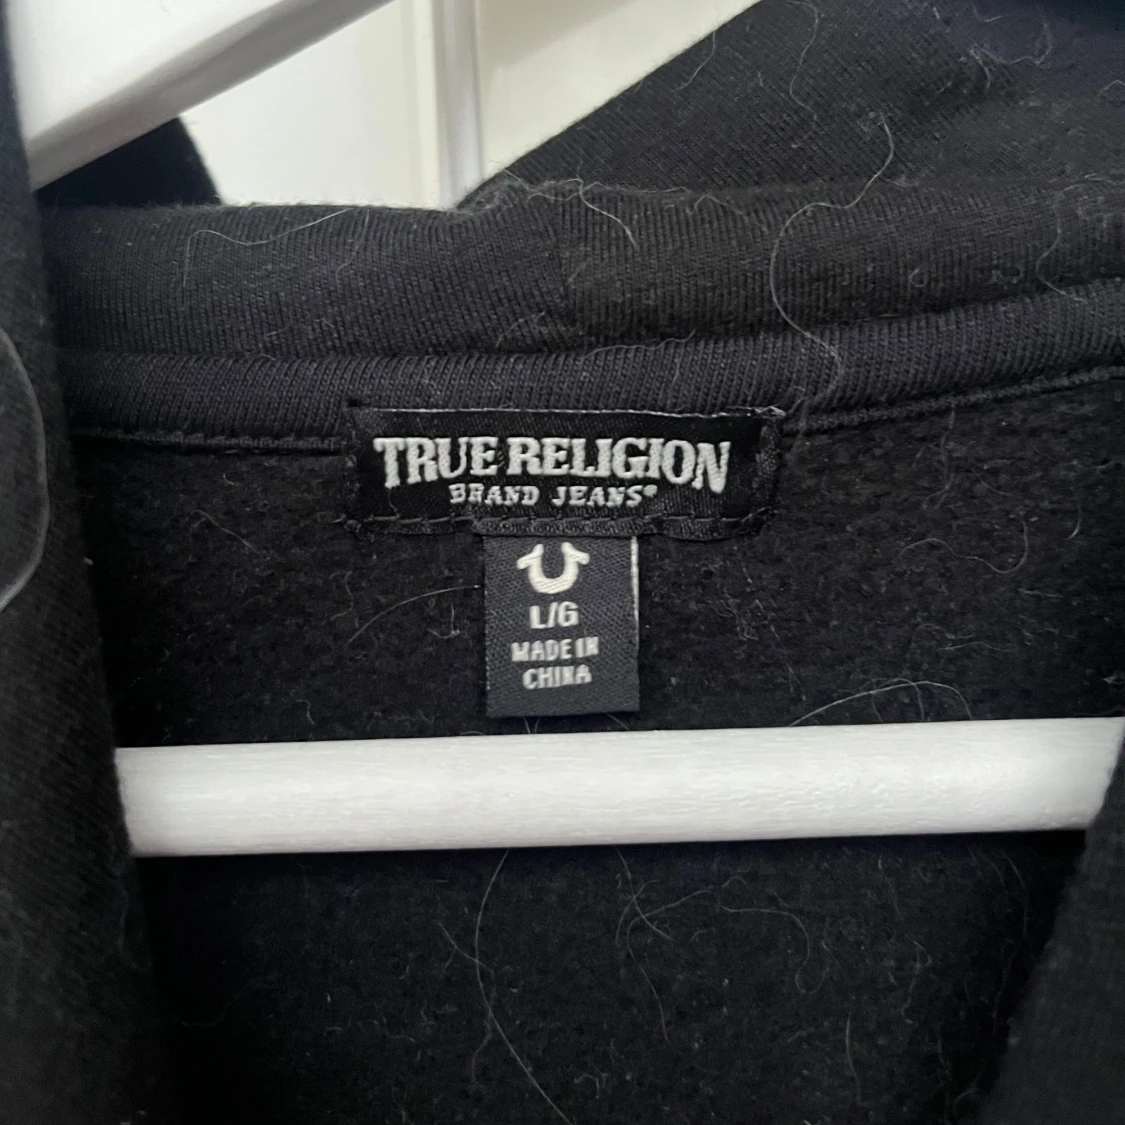 TRUE RELIGION
BRAND JEANS®
L/G
MADE IN
CHINA